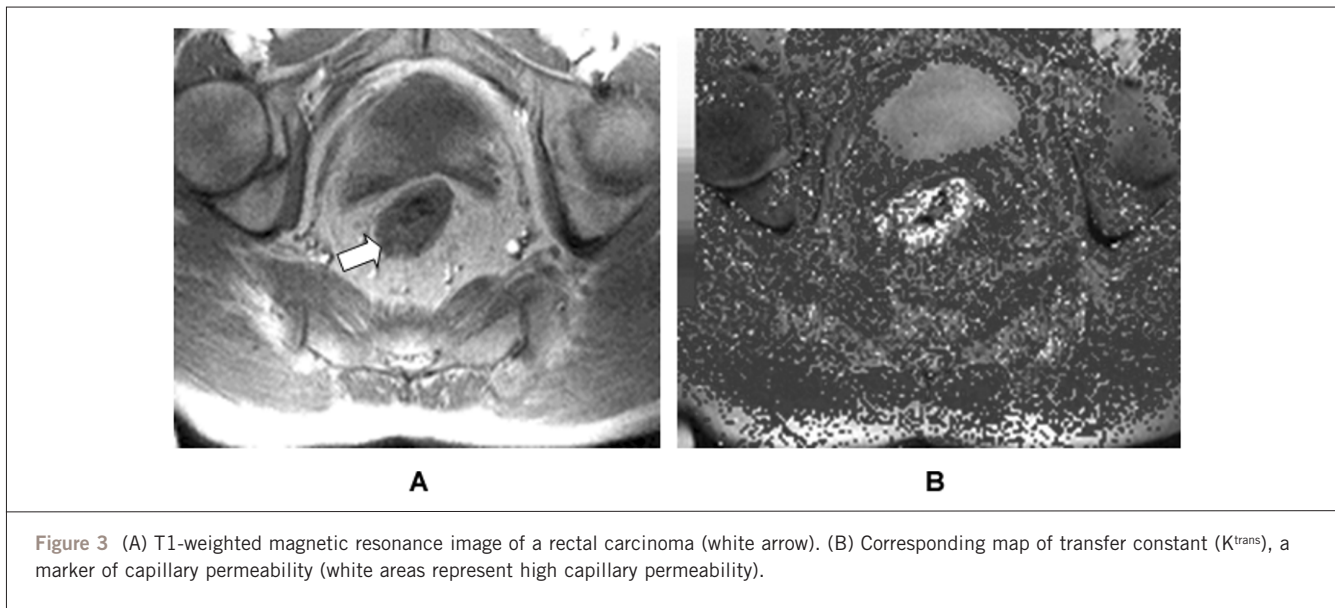 A
B
Figure 3 (A) T1-weighted magnetic resonance image of a rectal carcinoma (white arrow). (B) Corresponding map of transfer constant (K^trans), a
marker of capillary permeability (white areas represent high capillary permeability).